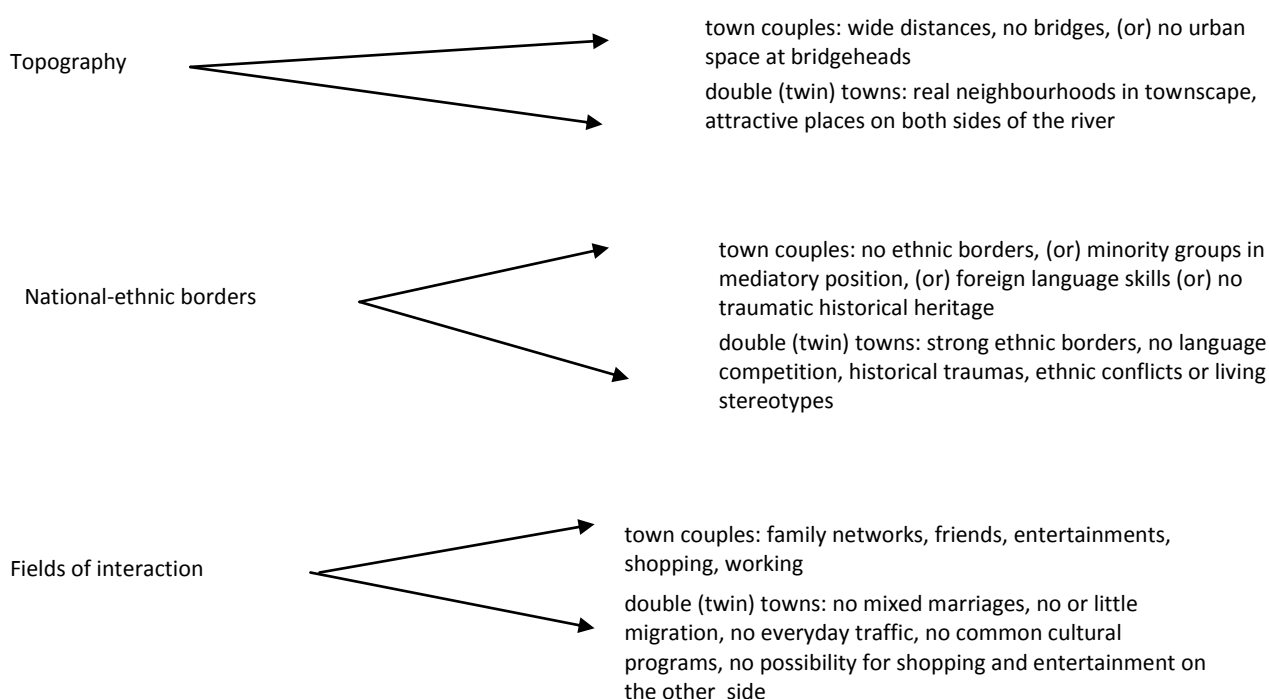 Topography
town couples: wide distances, no bridges, (or) no urban
space at bridgeheads
double (twin) towns: real neighbourhoods in townscape,
attractive places on both sides of the river
National-ethnic borders
town couples: no ethnic borders, (or) minority groups in
mediatory position, (or) foreign language skills (or) no
traumatic historical heritage
double (twin) towns: strong ethnic borders, no language
competition, historical traumas, ethnic conflicts or living
stereotypes
Fields of interaction
town couples: family networks, friends, entertainments,
shopping, working
double (twin) towns: no mixed marriages, no or little
migration, no everyday traffic, no common cultural
programs, no possibility for shopping and entertainment on
the other side